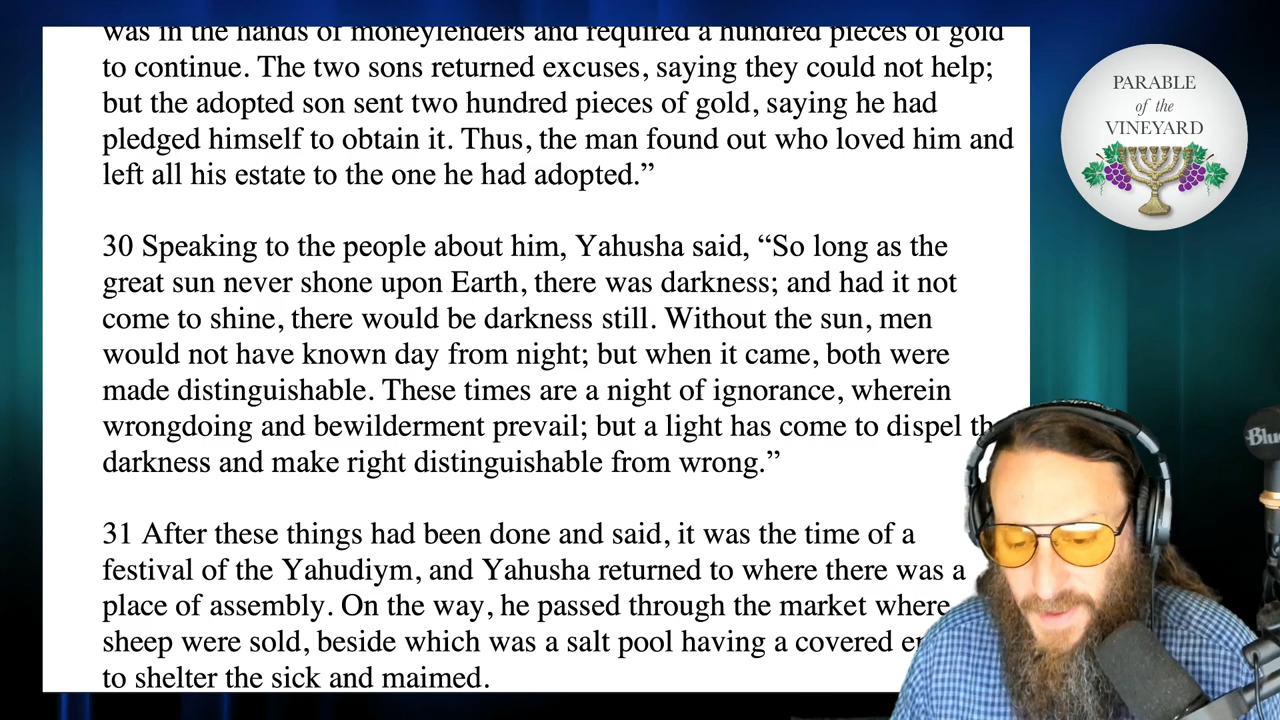 was in the hands of moneylenders and required a hundred pieces of gold
to continue. The two sons returned excuses, saying they could not help;
but the adopted son sent two hundred pieces of gold, saying he had
pledged himself to obtain it. Thus, the man found out who loved him and
left all his estate to the one he had adopted.”
30 Speaking to the people about him, Yahusha said, “So long as the
great sun never shone upon Earth, there was darkness; and had it not
come to shine, there would be darkness still. Without the sun, men
would not have known day from night; but when it came, both were
made distinguishable. These times are a night of ignorance, wherein
wrongdoing and bewilderment prevail; but a light has come to dispel
darkness and make right distinguishable from wrong.”
31 After these things had been done and said, it was the time of a
festival of the Yahudiym, and Yahusha returned to where there was a
place of assembly. On the way, he passed through the market where
sheep were sold, beside which was a salt pool having a covered
to shelter the sick and maimed.
PARABLE
of the
VINEYARD
Blue